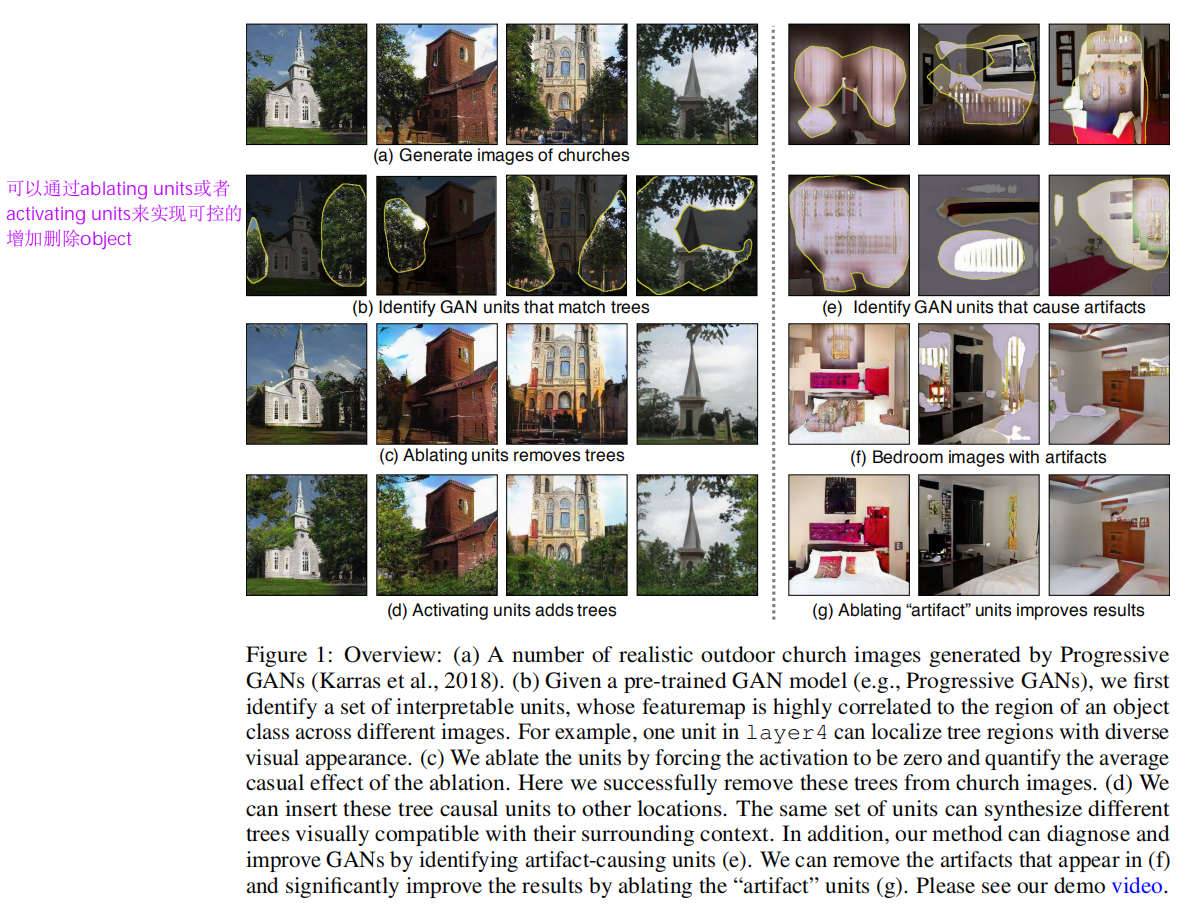 (a) Generate images of churches
可以通过ablating units或者
activating units来实现可控的
增加删除object
(b) Identify GAN units that match trees
(e) Identify GAN units that cause artifacts
(c) Ablating units removes trees
(f) Bedroom images with artifacts
(d) Activating units adds trees
(g) Ablating “artifact” units improves results
Figure 1: Overview: (a) A number of realistic outdoor church images generated by Progressive
GANs (Karras et al., 2018). (b) Given a pre-trained GAN model (e.g., Progressive GANs), we first
identify a set of interpretable units, whose featuremap is highly correlated to the region of an object
class across different images. For example, one unit in layer4 can localize tree regions with diverse
visual appearance. (c) We ablate the units by forcing the activation to be zero and quantify the average
casual effect of the ablation. Here we successfully remove these trees from church images. (d) We
can insert these tree causal units to other locations. The same set of units can synthesize different
trees visually compatible with their surrounding context. In addition, our method can diagnose and
improve GANs by identifying artifact-causing units (e). We can remove the artifacts that appear in (f)
and significantly improve the results by ablating the “artifact” units (g). Please see our demo video.